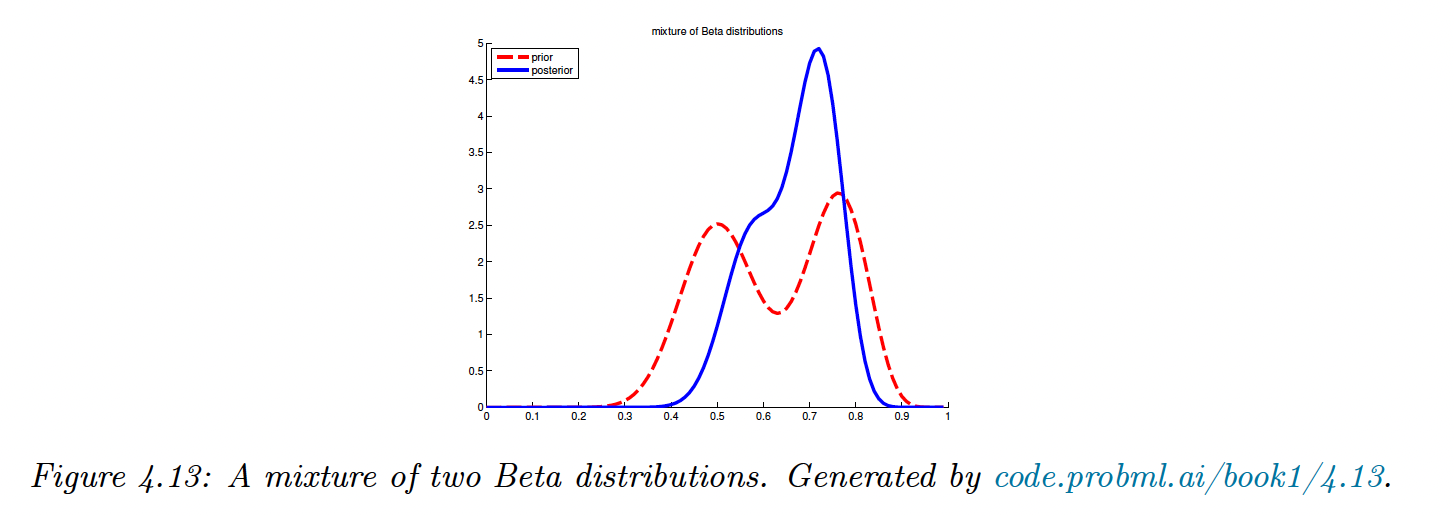 mixture of Beta distributions
5
4.5
4
3.5
3
2.5
2
1.5
1
0.5
0
prior
posterior
0 0.1 0.2 0.3 0.4 0.5 0.6 0.7 0.8 0.9 1
Figure 4.13: A mixture of two Beta distributions. Generated by code.probml.ai/book1/4.13.